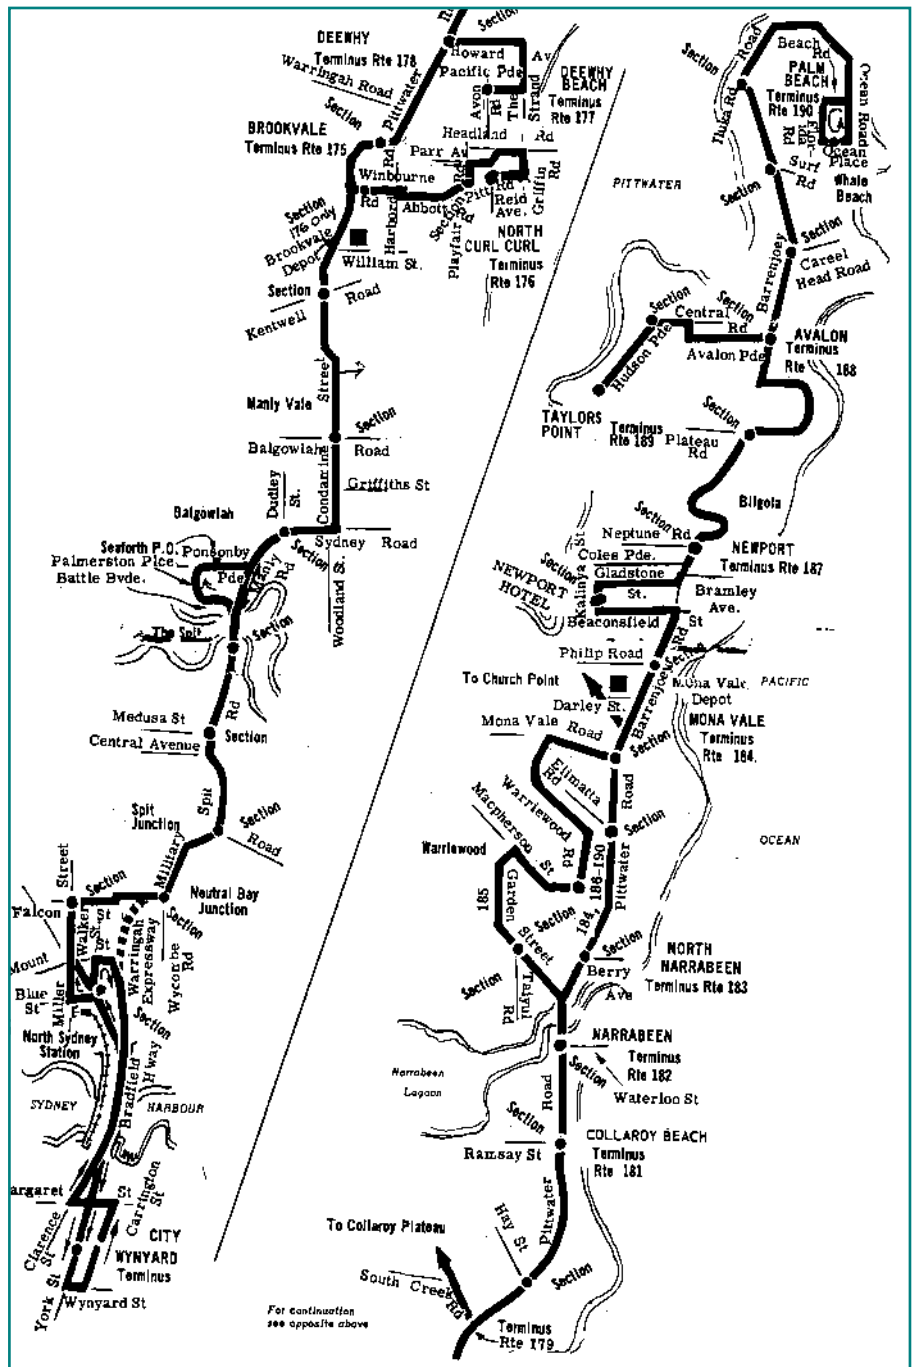 DEEWHY
Terminus Rte 178
Warringah Road
Pittwater
Rd
Section
Howard
Av.
Pacific Pde
DEEWHY
BEACH
Terminus
Rte 177
Avon
Rd
The
Strand
Section
BROOKVALE
Terminus Rte 175
Headland
Rd
Parr Av
Winbourne
Rd
Harbord
Rd
Abbott
Rd
Section
Playfair
Rd
Pitt Rd
Reid
Ave.
Griffin
Rd
NORTH
CURL CURL
Terminus
Rte 176
Section
176 Only
Brookvale
Depot
William St.
Section
Road
Kentwell
Street
Manly Vale
Section
Balgowlah
Road
Condamine
Dudley
St.
Griffiths St
Balgowlah
Section
Sydney
Road
Seaforth P.O.
Ponsonby
Pde
Palmerston Plce.
Battle Bvde.
Manly
Rd
Woodland St.
The Spit
Section
Medusa St
Rd
Central Avenue
Section
Spit
Spit
Junction
Section
Road
Military
Street
Section
Neutral Bay
Junction
Falcon
St
Section
Walker
St
St
Warringah
Expressway
Wycombe
Rd
Mount
Blue
St
Miller
North Sydney
Station
Section
Bradfield
H'way
SYDNEY
HARBOUR
argaret
St
Carrington
St
Clarence
St
CITY
WYNYARD
Terminus
York St
Wynyard St
For continuation
see opposite above
Road
Beach
Rd
PALM
BEACH
Terminus
Rte 190
Ocean Road
Section
Iluka Rd
Ocean
Place
Surf
Rd
Whale
Beach
PITTWATER
Section
Section
Careel
Head Road
Barrenjoey
Section
Central
Rd
Section
Hudson Pde
Avalon Pde
AVALON
Terminus
Rte 188
TAYLORS
POINT
Terminus
Rte 189
Section
Plateau
Rd
Bilgola
Section
Neptune Rd
NEWPORT
Terminus Rte 187
Coles Pde.
Gladstone
St.
Kalinya St
Section
NEWPORT
HOTEL
Bramley
Ave.
Beaconsfield
St
Philip Road
Barrenjoey
Rd
Section
To Church Point
Mona Vale
Depot
PACIFIC
Darley St.
MONA VALE
Terminus
Rte 184.
Mona Vale
Road
Section
Elimatta
Rd
Road
Warriewood
Rd
Macpherson
St
Section
Warriewood
OCEAN
185
Garden
Street
184,
186-190
Pittwater
Section
Section
NORTH
NARRABEEN
Terminus Rte 183
Section
Taiyul
Rd
Berry
Ave
NARRABEEN
Terminus
Rte 182
Narrabeen
Lagoon
Section
Road
Waterloo St
Section
Ramsay St
COLLAROY BEACH
Terminus
Rte 181
Pittwater
To Collaroy Plateau
Hay St
Section
South Creek
Rd
Terminus
Rte 179